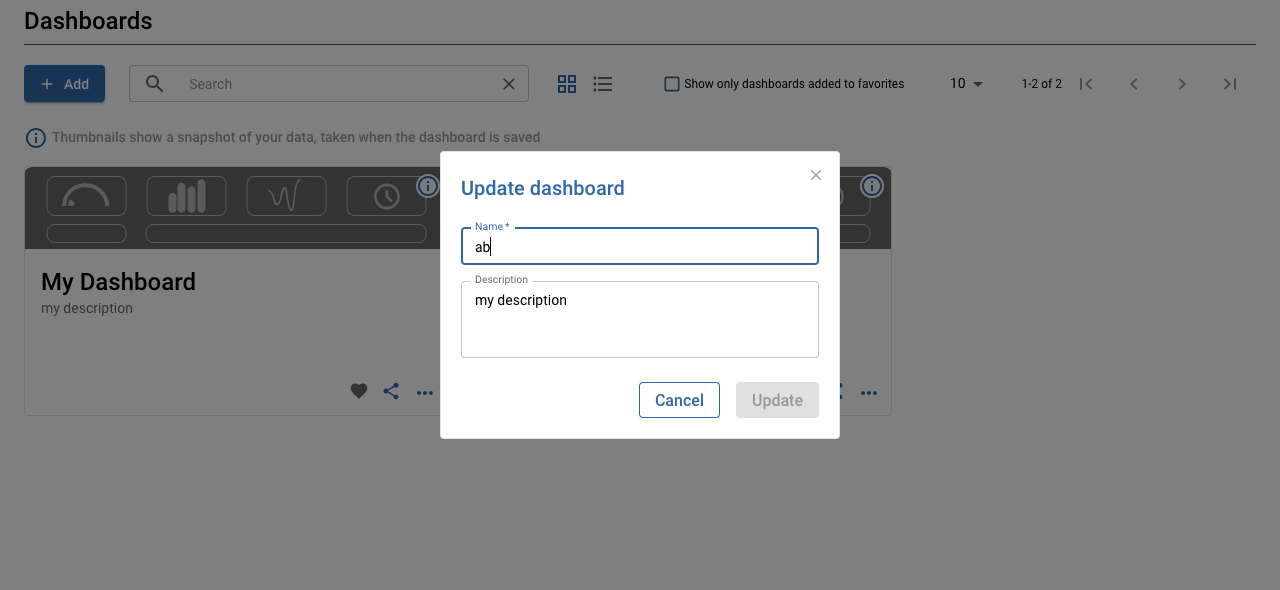 Dashboards
Add
Search
Show only dashboards added to favorites
10
1-2 of 2
Thumbnails show a snapshot of your data, taken when the dashboard is saved
My Dashboard
my description
Update dashboard
Name *
ab
Description
my description
Cancel
Update